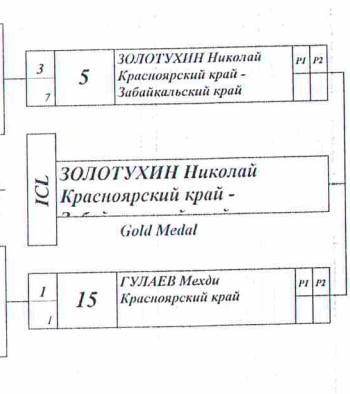 3 5 ЗОЛОТУХИН Николай P1 P2
Красноярский край -
7 Забайкальский край
ICL ЗОЛОТУХИН Николай
Красноярский край -
Gold Medal
1 15 ГУЛАЕВ Мехди P1 P2
Красноярский край
1